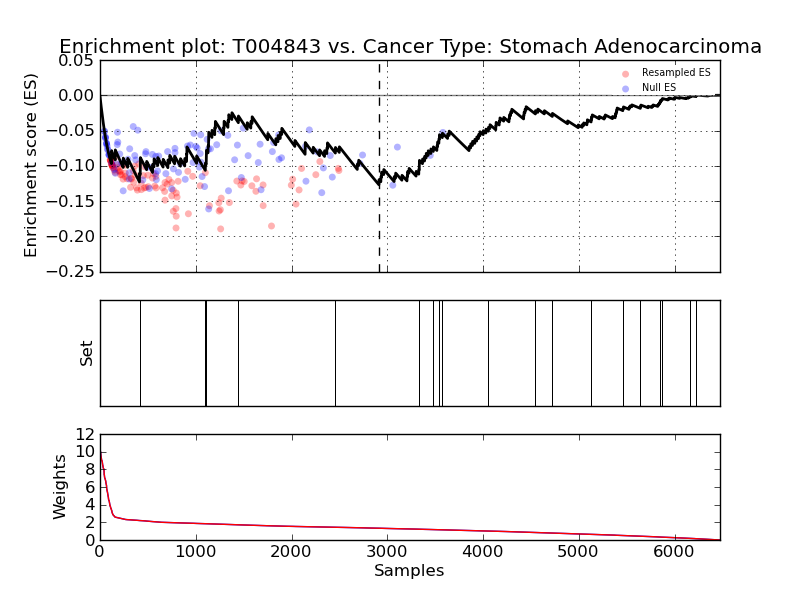 Enrichment plot: T004843 vs. Cancer Type: Stomach Adenocarcinoma
0.05
0.00
−0.05
−0.10
−0.15
−0.20
−0.25
Enrichment score (ES)
Resampled ES
Null ES
Set
12
10
8
6
4
2
0
Weights
0 1000 2000 3000 4000 5000 6000
Samples